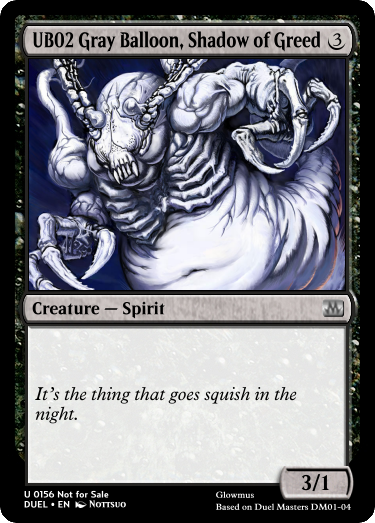 UB02 Gray Balloon, Shadow of Greed 3
Creature — Spirit
It's the thing that goes squish in the
night.
3/1
U 0156 Not for Sale
DUEL • EN Nottsuo
Glowmus
Based on Duel Masters DM01-04